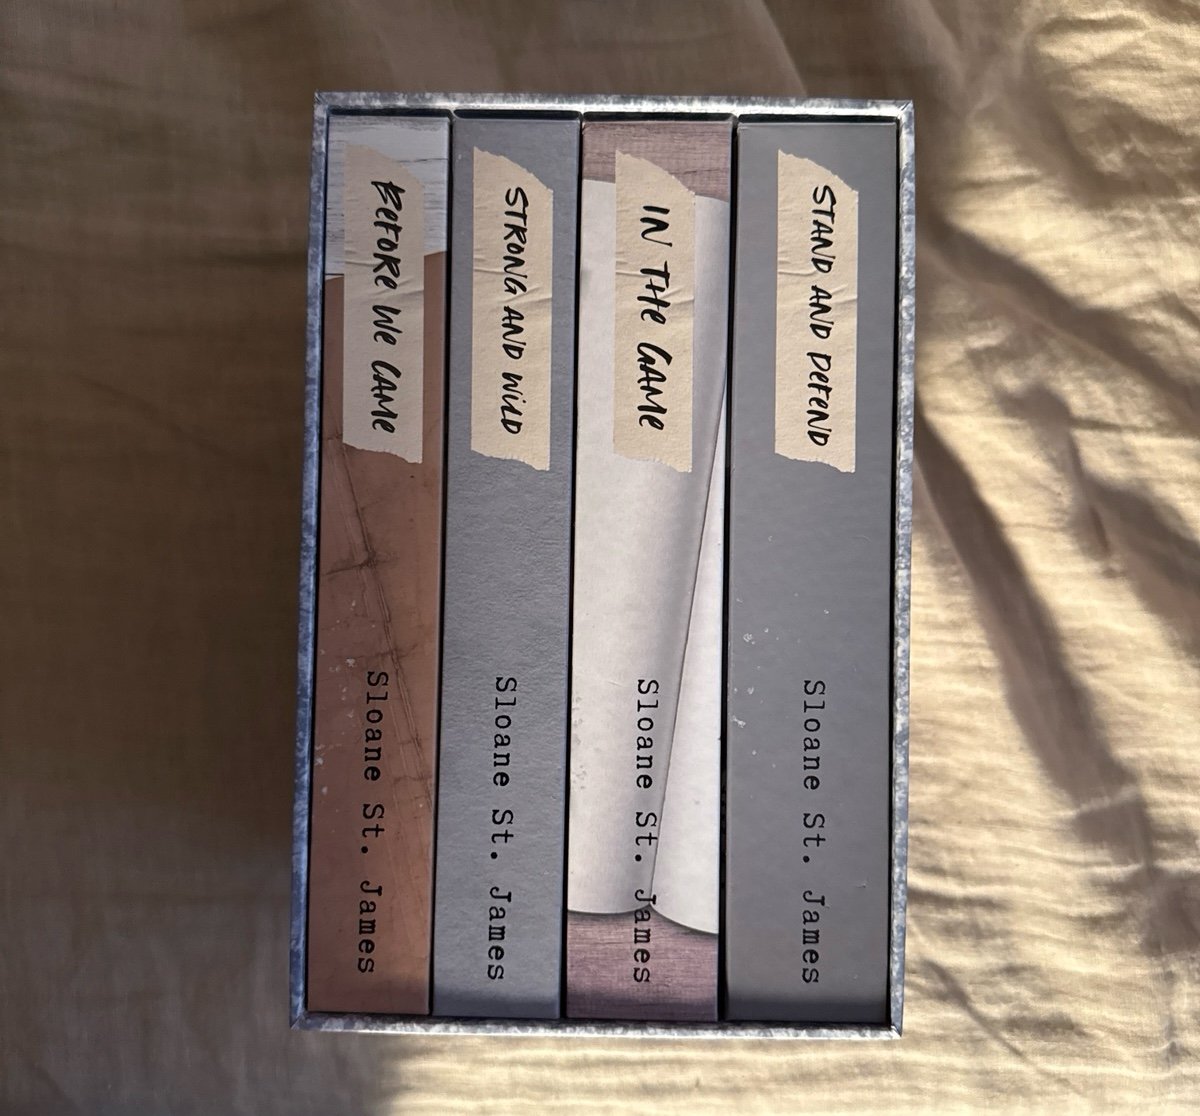 BEFORE WE CAME
Sloane St. James
STRONG AND WILD
Sloane St. James
IN THE GAME
Sloane St. James
STAND AND DEFEND
Sloane St. James